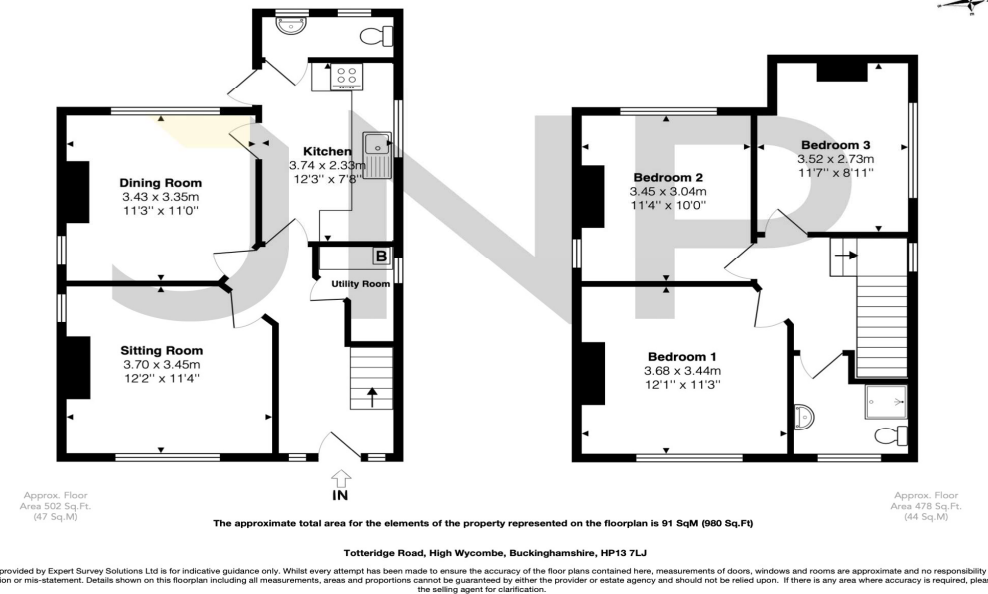 Kitchen
3.74 x 2.33m
12'3" x 7'8"
Dining Room
3.43 x 3.35m
11'3" x 11'0"
B
Utility Room
Sitting Room
3.70 x 3.45m
12'2" x 11'4"
IN
Bedroom 3
3.52 x 2.73m
11'7" x 8'11"
Bedroom 2
3.45 x 3.04m
11'4" x 10'0"
Bedroom 1
3.68 x 3.44m
12'1" x 11'3"
JNP
Approx. Floor
Area 502 Sq.Ft.
(47 Sq.M)
Approx. Floor
Area 478 Sq.Ft.
(44 Sq.M)
The approximate total area for the elements of the property represented on the floorplan is 91 SqM (980 Sq.Ft)
Totteridge Road, High Wycombe, Buckinghamshire, HP13 7LJ
provided by Expert Survey Solutions Ltd is for indicative guidance only. Whilst every attempt has been made to ensure the accuracy of the floor plans contained here, measurements of doors, windows and rooms are approximate and no responsibility
or mis-statement. Details shown on this floorplan including all measurements, areas and proportions cannot be guaranteed by either the provider or estate agency and should not be relied upon. If there is any area where accuracy is required,
the selling agent for clarification.